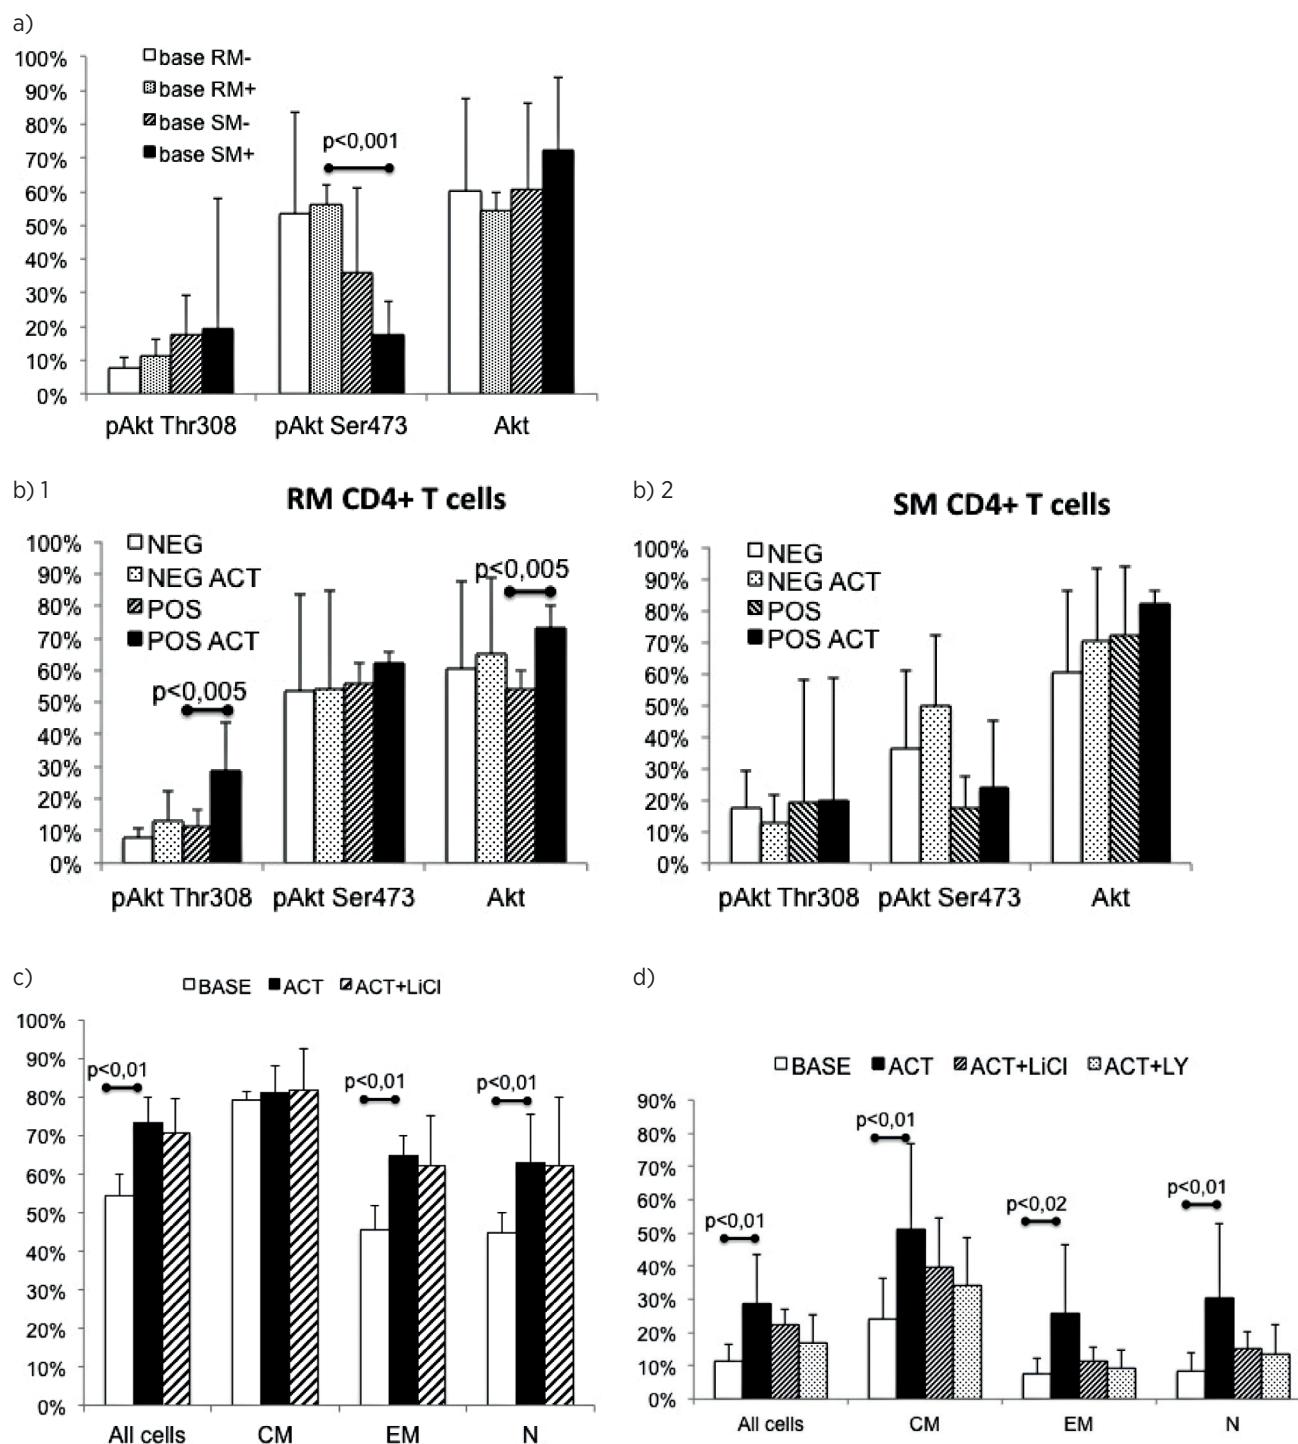 a)
100%
90%
80%
70%
60%
50%
40%
30%
20%
10%
0%
base RM-
base RM+
base SM-
base SM+
p<0,001
pAkt Thr308 pAkt Ser473 Akt
b) 1
RM CD4+ T cells
100%
90%
80%
70%
60%
50%
40%
30%
20%
10%
0%
NEG
NEG ACT
POS
POS ACT
p<0,005
p<0,005
pAkt Thr308 pAkt Ser473 Akt
b) 2
SM CD4+ T cells
100%
90%
80%
70%
60%
50%
40%
30%
20%
10%
0%
NEG
NEG ACT
POS
POS ACT
pAkt Thr308 pAkt Ser473 Akt
c)
BASE ACT ACT+LiCl
100%
90%
80%
70%
60%
50%
40%
30%
20%
10%
0%
p<0,01
p<0,01
p<0,01
All cells CM EM N
d)
BASE ACT ACT+LiCl ACT+LY
90%
80%
70%
60%
50%
40%
30%
20%
10%
0%
p<0,01
p<0,01
p<0,02
p<0,01
All cells CM EM N